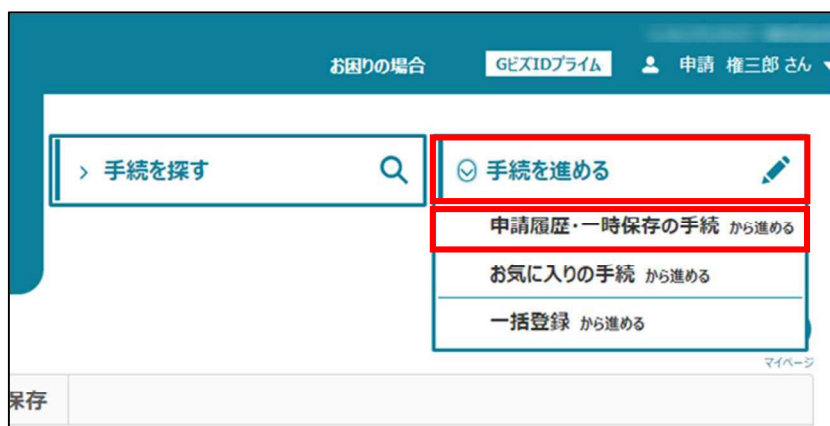 お困りの場合
GビズIDプライム
申請 権三郎 さん
手続を探す
手続を進める
申請履歴・一時保存の手続 から進める
お気に入りの手続 から進める
一括登録 から進める
マイページ
保存